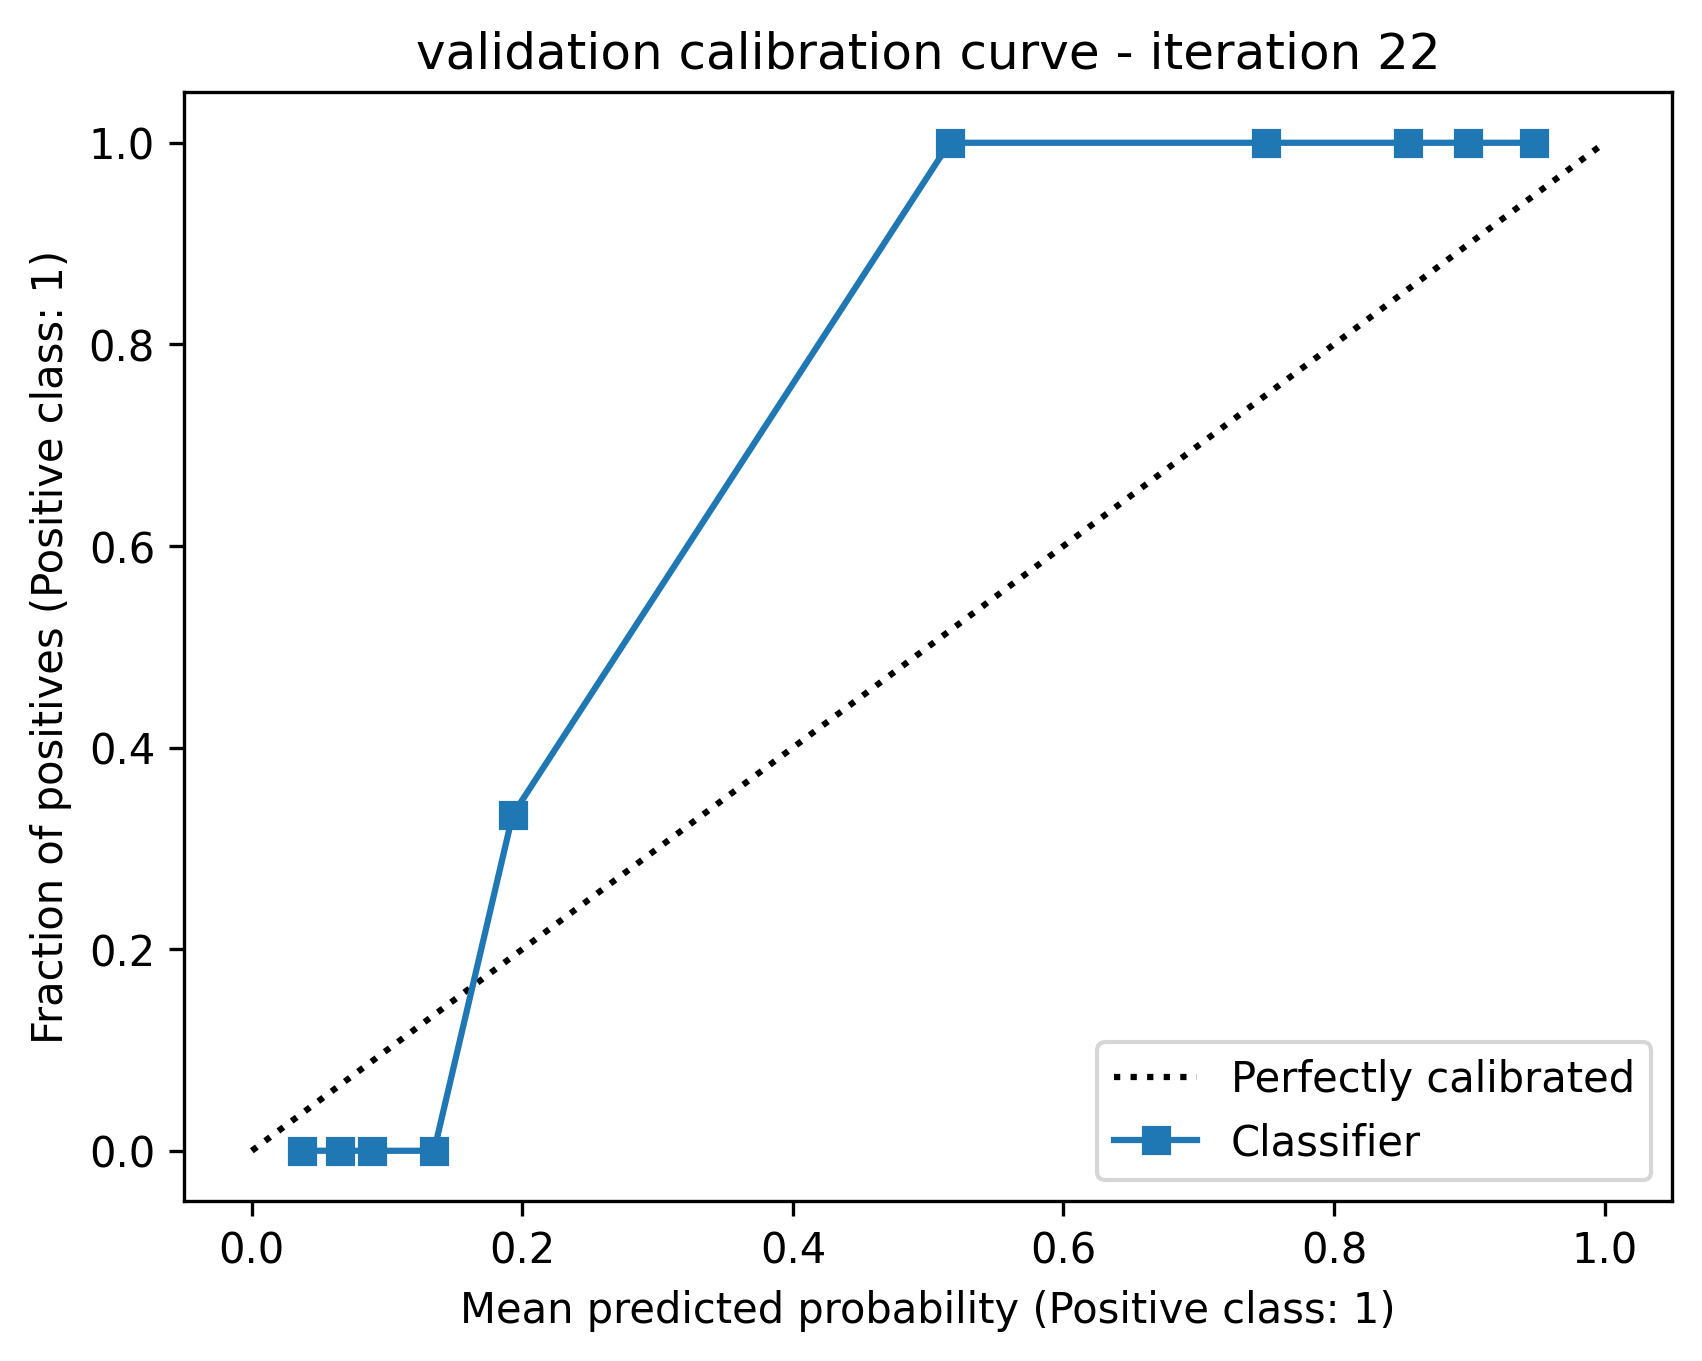 validation calibration curve - iteration 22
Fraction of positives (Positive class: 1)
1.0
0.8
0.6
0.4
0.2
0.0
0.0 0.2 0.4 0.6 0.8 1.0
Mean predicted probability (Positive class: 1)
Perfectly calibrated
Classifier